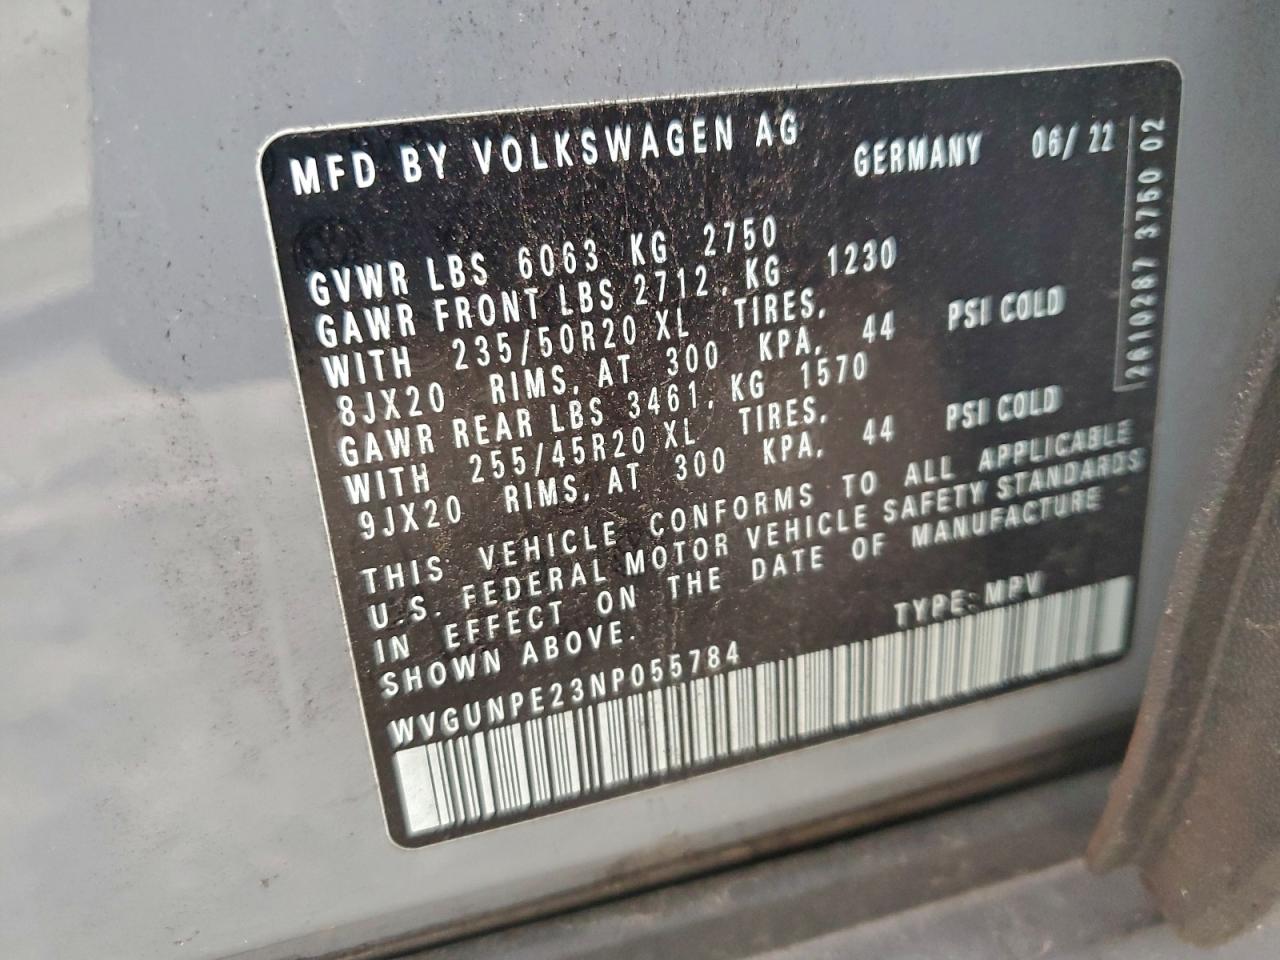 MFD BY VOLKSWAGEN AG GERMANY 06/ 22
GVWR LBS 6063 KG 2750
GAWR FRONT LBS 2712, KG 1230
WITH 235/50R20 XL TIRES,
8JX20 RIMS, AT 300 KPA, 44 PSI COLD
GAWR REAR LBS 3461, KG 1570
WITH 255/45R20 XL TIRES,
9JX20 RIMS, AT 300 KPA, 44 PSI COLD
THIS VEHICLE CONFORMS TO ALL APPLICABLE
U.S. FEDERAL MOTOR VEHICLE SAFETY STANDARDS
IN EFFECT ON THE DATE OF MANUFACTURE
SHOWN ABOVE.
TYPE: MPV
WVGUNPE23NP055784
2610287 3750 02